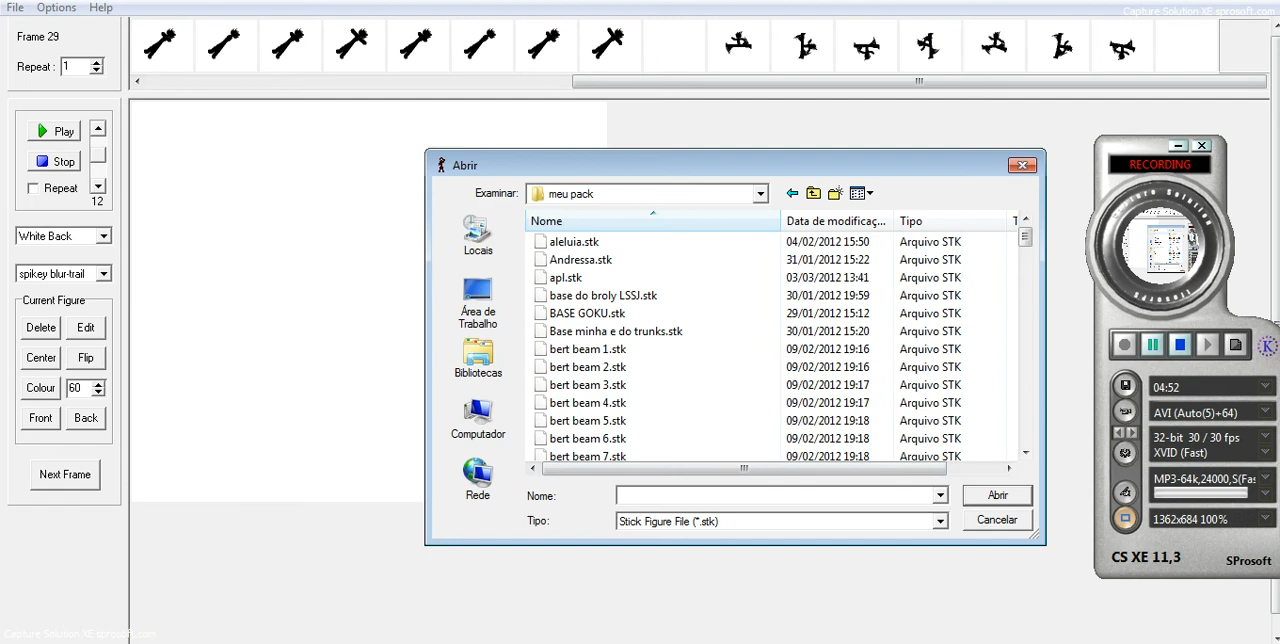 File Options Help
Capture Solution XE sprosoft.com
Frame 29
Repeat : 1
Play
Stop
Repeat
12
White Back
spikey blur-trail
Current Figure
Delete Edit
Center Flip
Colour 60
Front Back
Next Frame
Abrir
Examinar: meu pack
Locais
Área de
Trabalho
Bibliotecas
Computador
Rede
Nome Data de modificaç... Tipo T
aleluia.stk 04/02/2012 15:50 Arquivo STK
Andressa.stk 31/01/2012 15:22 Arquivo STK
apl.stk 03/03/2012 13:41 Arquivo STK
base do broly LSSJ.stk 30/01/2012 19:59 Arquivo STK
BASE GOKU.stk 29/01/2012 15:12 Arquivo STK
Base minha e do trunks.stk 30/01/2012 15:20 Arquivo STK
bert beam 1.stk 09/02/2012 19:16 Arquivo STK
bert beam 2.stk 09/02/2012 19:16 Arquivo STK
bert beam 3.stk 09/02/2012 19:17 Arquivo STK
bert beam 4.stk 09/02/2012 19:17 Arquivo STK
bert beam 5.stk 09/02/2012 19:18 Arquivo STK
bert beam 6.stk 09/02/2012 19:18 Arquivo STK
bert beam 7.stk 09/02/2012 19:18 Arquivo STK
Nome: Abrir
Tipo: Stick Figure File (*.stk) Cancelar
RECORDING
Capture Solution
Sprosoft
K
04:52
AVI (Auto(5)+64)
32-bit 30 / 30 fps
XVID (Fast)
MP3-64k,24000,S(Fas
1362x684 100%
CS XE 11,3 SProsoft
Capture Solution XE sprosoft.com